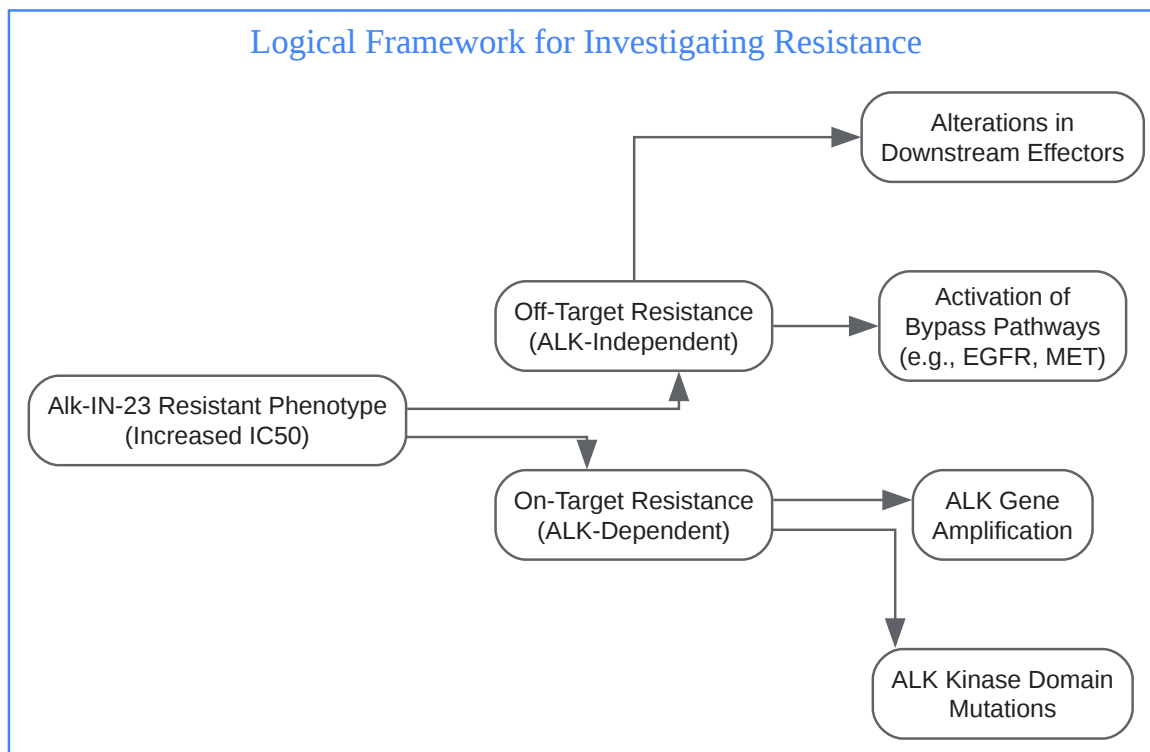 Logical Framework for Investigating Resistance
Alterations in
Downstream Effectors
Off-Target Resistance
(ALK-Independent)
Activation of
Bypass Pathways
(e.g., EGFR, MET)
Alk-IN-23 Resistant Phenotype
(Increased IC50)
On-Target Resistance
(ALK-Dependent)
ALK Gene
Amplification
ALK Kinase Domain
Mutations